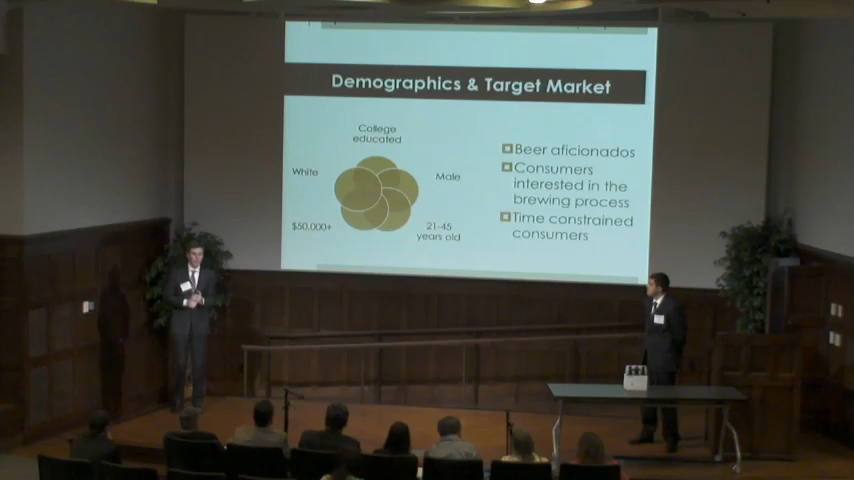 Demographics & Target Market
College
educated
White
Male
$50,000+
21-45
years old
Beer aficionados
Consumers
interested in the
brewing process
Time constrained
consumers